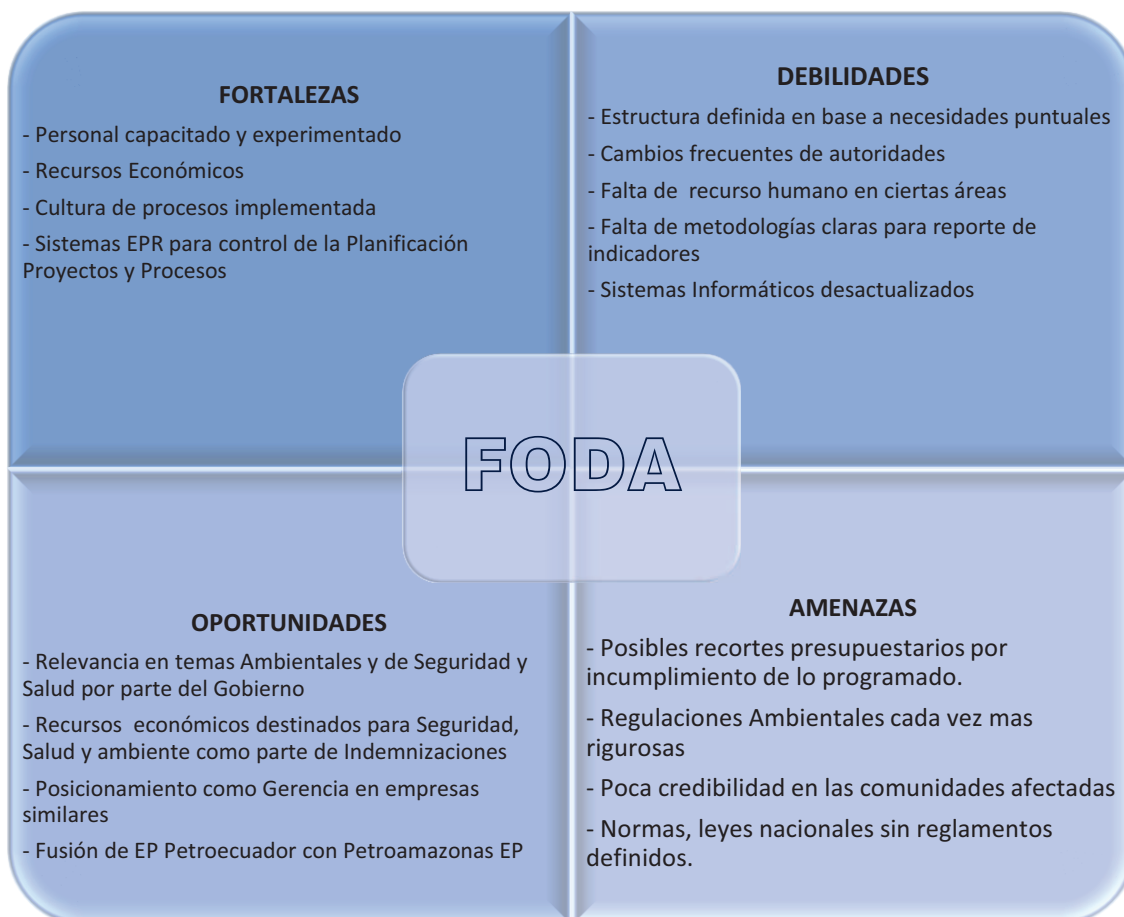 FORTALEZAS
- Personal capacitado y experimentado
- Recursos Económicos
- Cultura de procesos implementada
- Sistemas EPR para control de la Planificación
Proyectos y Procesos
DEBILIDADES
- Estructura definida en base a necesidades puntuales
- Cambios frecuentes de autoridades
- Falta de  recurso humano en ciertas áreas
- Falta de metodologías claras para reporte de
indicadores
- Sistemas Informáticos desactualizados
FODA
OPORTUNIDADES
- Relevancia en temas Ambientales y de Seguridad y
Salud por parte del Gobierno
- Recursos  económicos destinados para Seguridad,
Salud y ambiente como parte de Indemnizaciones
- Posicionamiento como Gerencia en empresas
similares
- Fusión de EP Petroecuador con Petroamazonas EP
AMENAZAS
- Posibles recortes presupuestarios por
incumplimiento de lo programado.
- Regulaciones Ambientales cada vez mas
rigurosas
- Poca credibilidad en las comunidades afectadas
- Normas, leyes nacionales sin reglamentos
definidos.